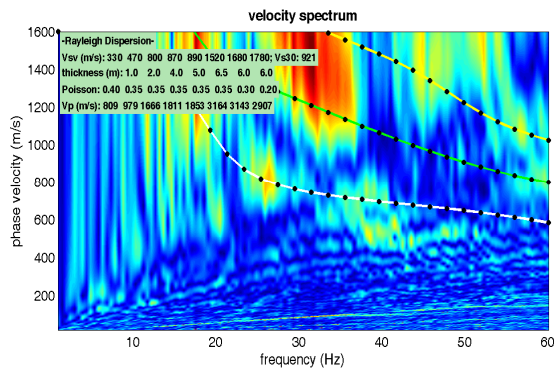 velocity spectrum
-Rayleigh Dispersion-
Vsv (m/s): 330 470 800 870 890 1520 1680 1780; Vs30: 921
thickness (m): 1.0 2.0 4.0 5.0 6.5 6.0 6.0
Poisson: 0.40 0.35 0.35 0.35 0.35 0.35 0.30 0.20
Vp (m/s): 809 979 1666 1811 1853 3164 3143 2907
1600
1400
1200
1000
800
600
400
200
phase velocity (m/s)
10 20 30 40 50 60
frequency (Hz)